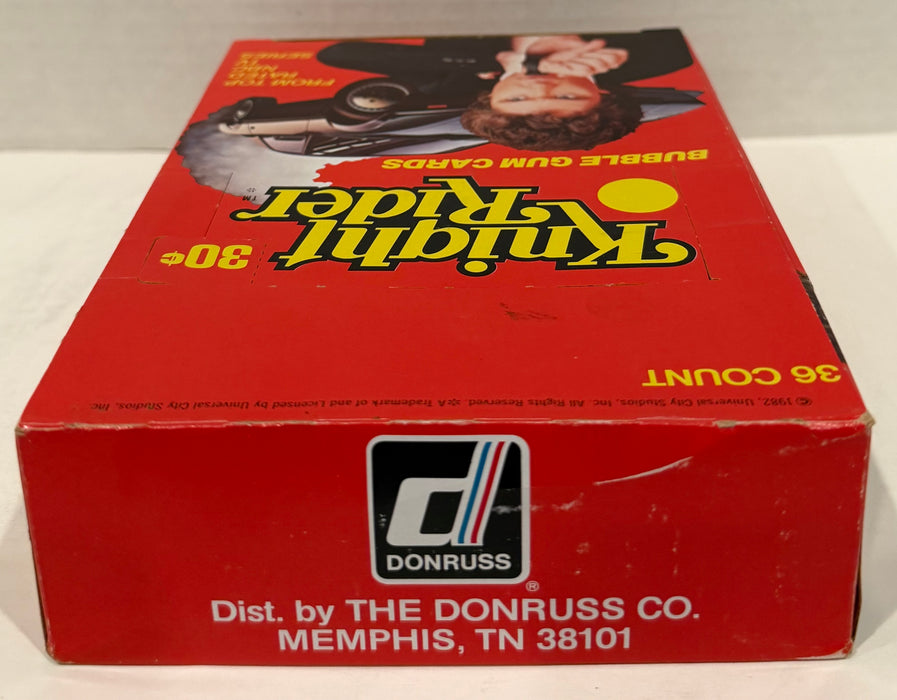 FROM TOP
RATED
NBC TV
SERIES
BUBBLE GUM CARDS
Knight
Rider
™
30¢
36 COUNT
© 1982, Universal City Studios, Inc. All Rights Reserved. ✲ A Trademark of and Licensed by Universal City Studios, Inc.
d
DONRUSS
®
Dist. by THE DONRUSS CO.
MEMPHIS, TN 38101